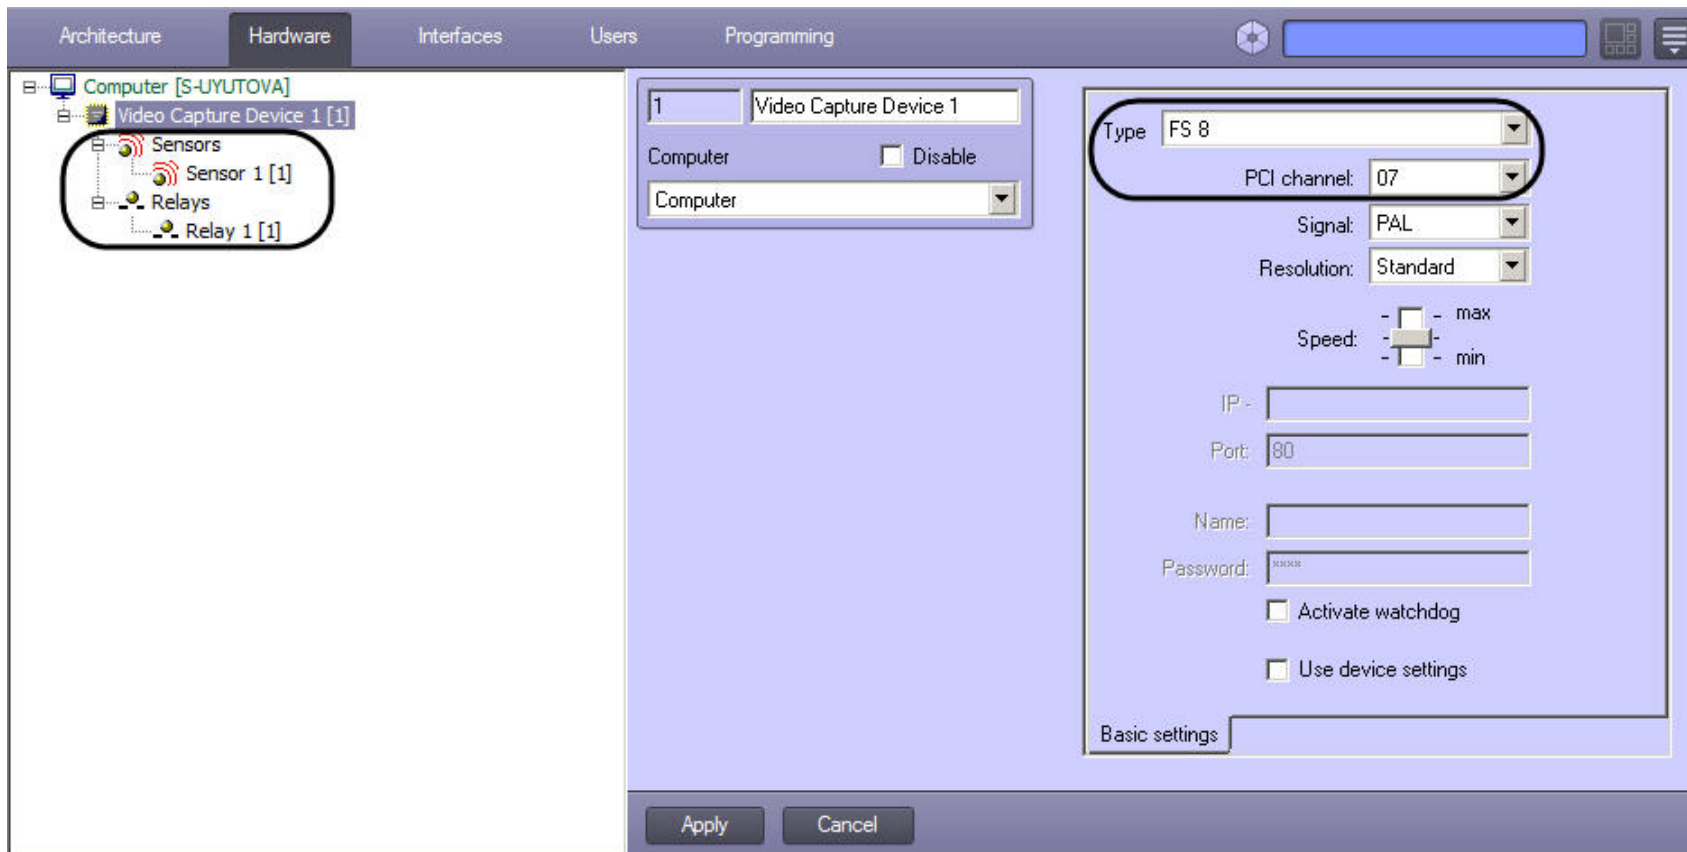 Architecture Hardware Interfaces Users Programming
Computer [S-UYUTOVA]
Video Capture Device 1 [1]
Sensors
Sensor 1 [1]
Relays
Relay 1 [1]
1 Video Capture Device 1
Computer Disable
Computer
Type FS 8
PCI channel: 07
Signal: PAL
Resolution: Standard
max
Speed:
min
IP -
Port: 80
Name:
Password: ××××
Activate watchdog
Use device settings
Basic settings
Apply Cancel